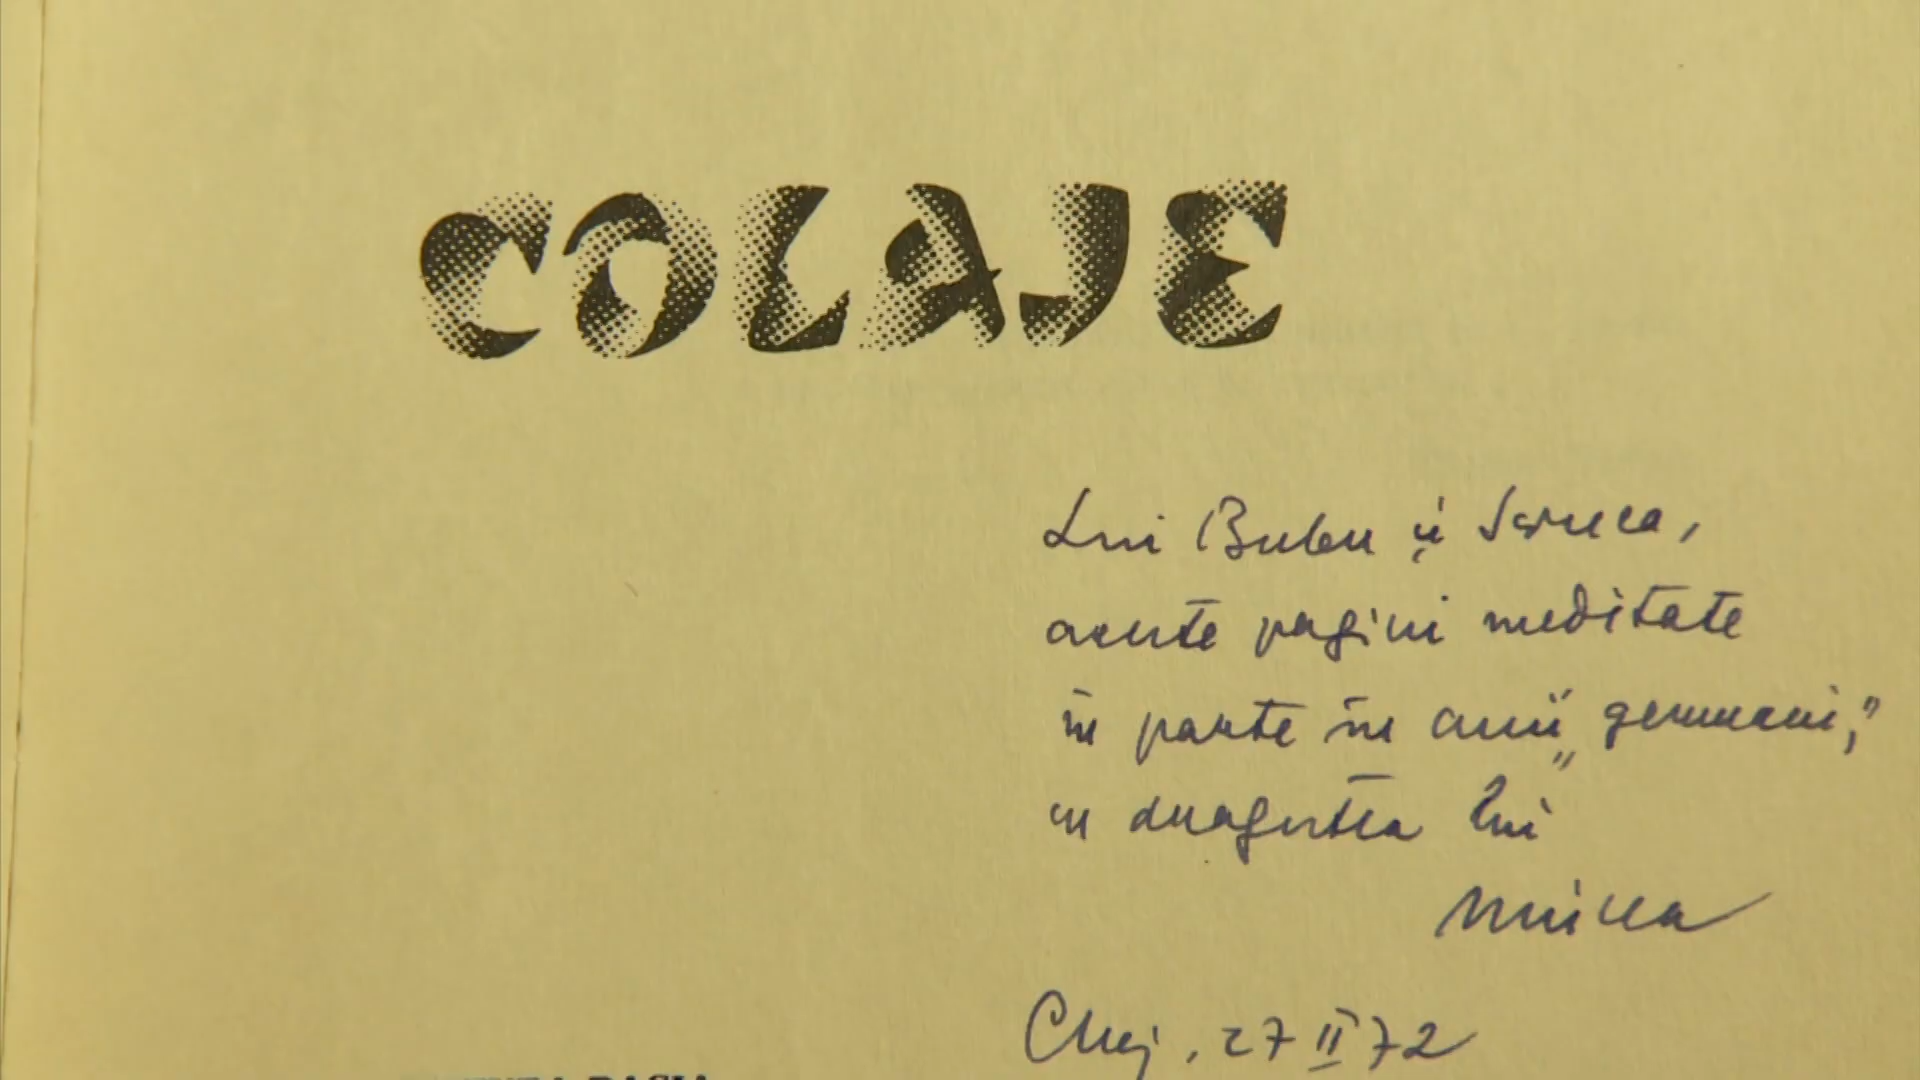 COLAJE
Lui Bubu și
aceste pagini meditate
în parte în anii „germani,”
cu dragostea lui
Mircea
Cluj, 27 II 72
DACIA